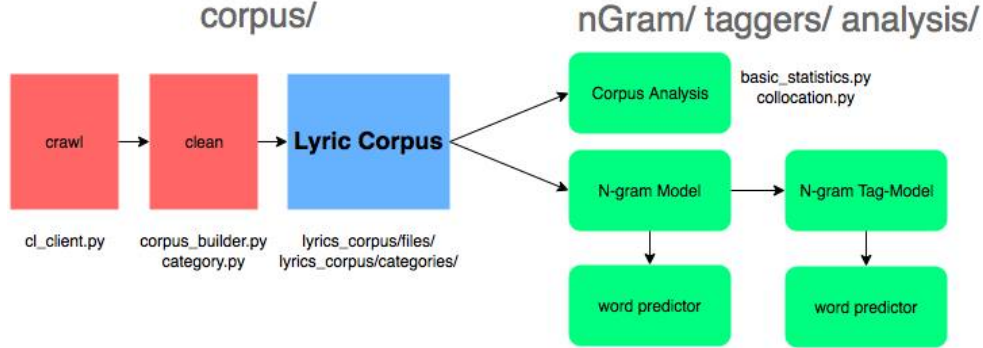 corpus/
nGram/ taggers/ analysis/
crawl
clean
Lyric Corpus
cl_client.py
corpus_builder.py
category.py
lyrics_corpus/files/
lyrics_corpus/categories/
Corpus Analysis
basic_statistics.py
collocation.py
N-gram Model
N-gram Tag-Model
word predictor
word predictor